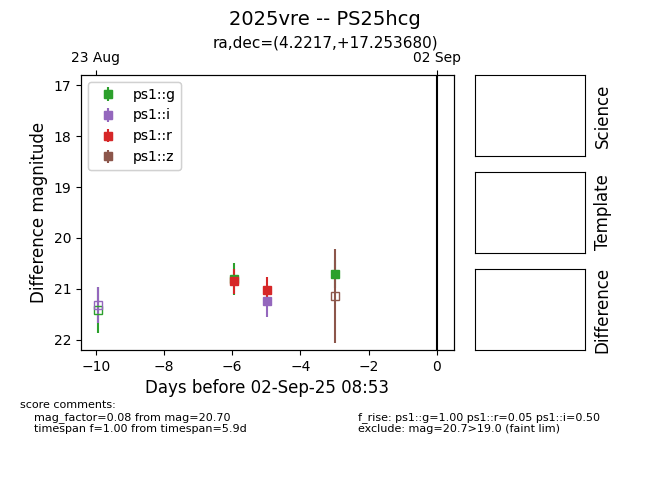 2025vre -- PS25hcg
ra,dec=(4.2217,+17.253680)
23 Aug
02 Sep
17
18
19
20
21
22
Difference magnitude
ps1::g
ps1::i
ps1::r
ps1::z
−10
−8
−6
−4
−2
0
Days before 02-Sep-25 08:53
Science
Template
Difference
score comments:
mag_factor=0.08 from mag=20.70
timespan f=1.00 from timespan=5.9d
f_rise: ps1::g=1.00 ps1::r=0.05 ps1::i=0.50
exclude: mag=20.7>19.0 (faint lim)